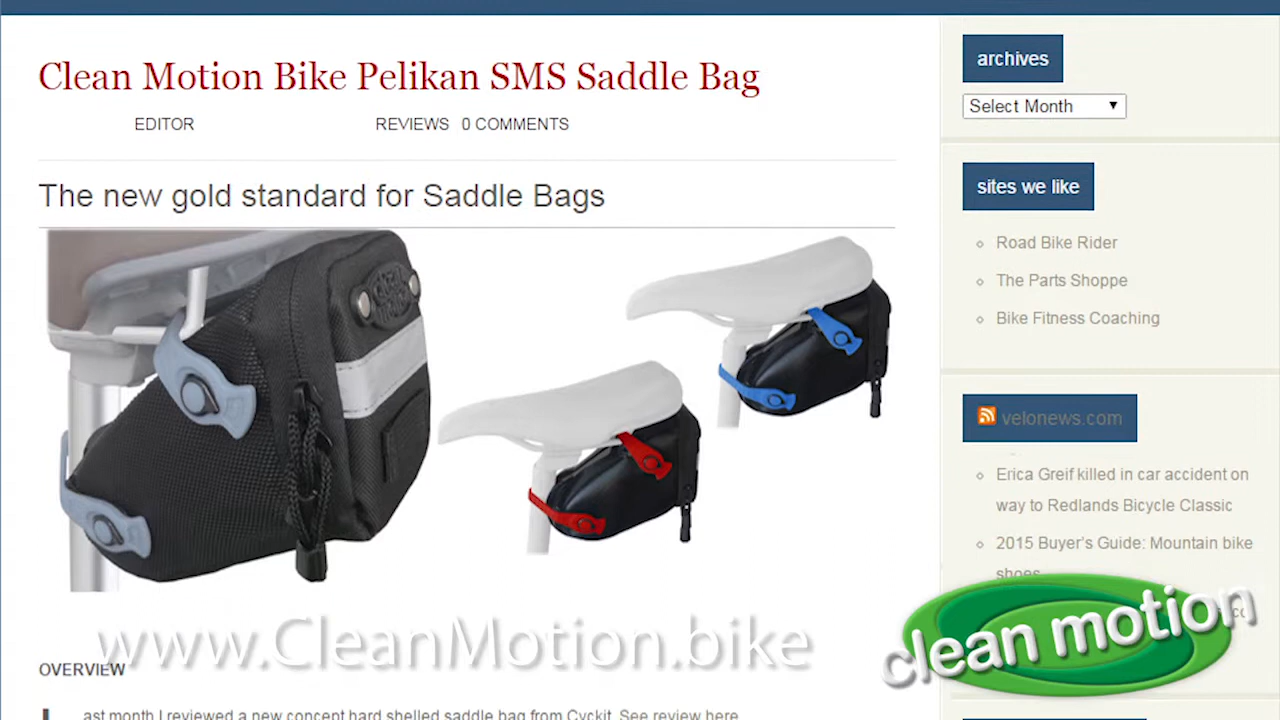 Clean Motion Bike Pelikan SMS Saddle Bag
EDITOR REVIEWS 0 COMMENTS
The new gold standard for Saddle Bags
www.CleanMotion.bike
OVERVIEW
ast month I reviewed a new concept hard shelled saddle bag from Cyckit. See review here
archives
Select Month
sites we like
Road Bike Rider
The Parts Shoppe
Bike Fitness Coaching
velonews.com
Erica Greif killed in car accident on
way to Redlands Bicycle Classic
2015 Buyer's Guide: Mountain bike
shoes
clean motion